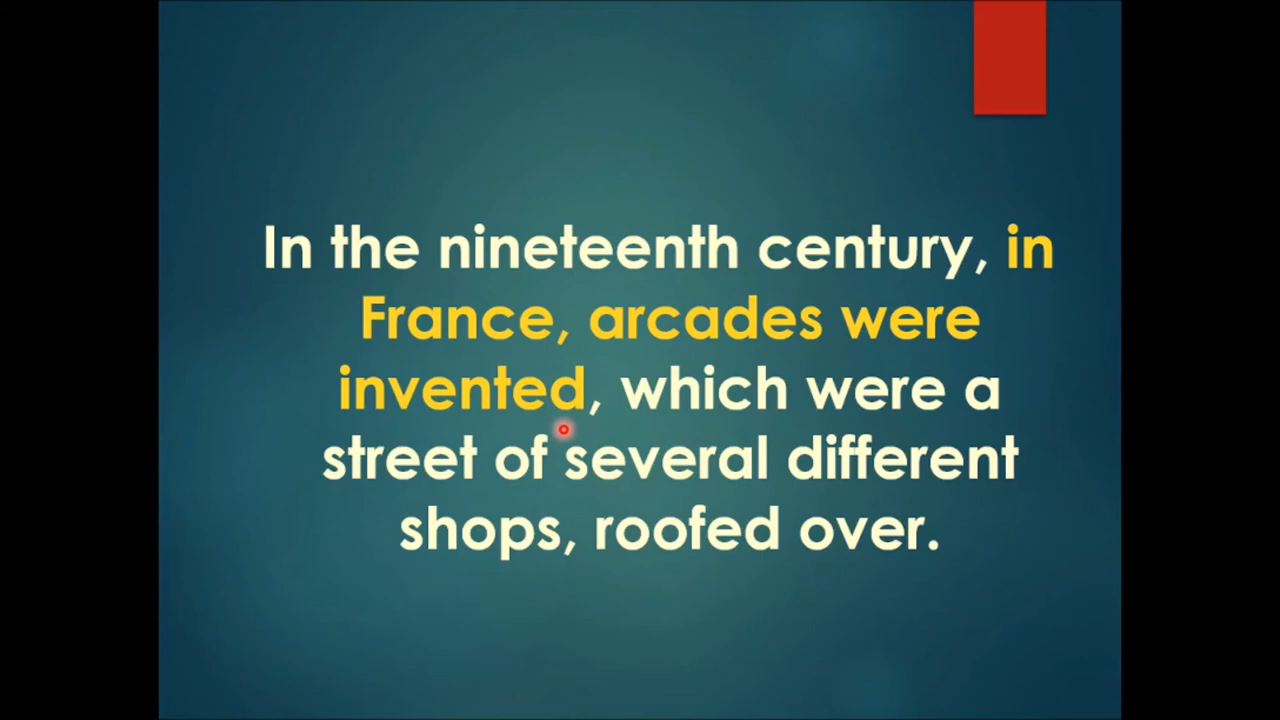 In the nineteenth century, in
France, arcades were
invented, which were a
street of several different
shops, roofed over.